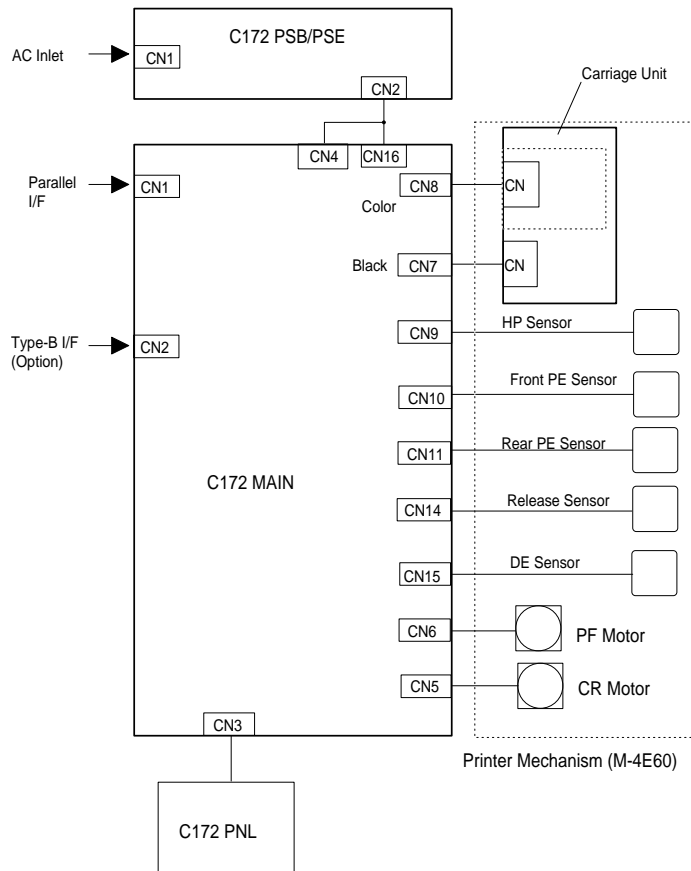 C172 PSB/PSE
AC Inlet
CN1
CN2
Carriage Unit
CN4
CN16
Parallel
I/F
CN1
CN8
CN
Color
Black
CN7
CN
Type-B I/F
(Option)
CN2
CN9
HP Sensor
CN10
Front PE Sensor
CN11
Rear PE Sensor
C172 MAIN
CN14
Release Sensor
CN15
DE Sensor
CN6
PF Motor
CN5
CR Motor
CN3
Printer Mechanism (M-4E60)
C172 PNL